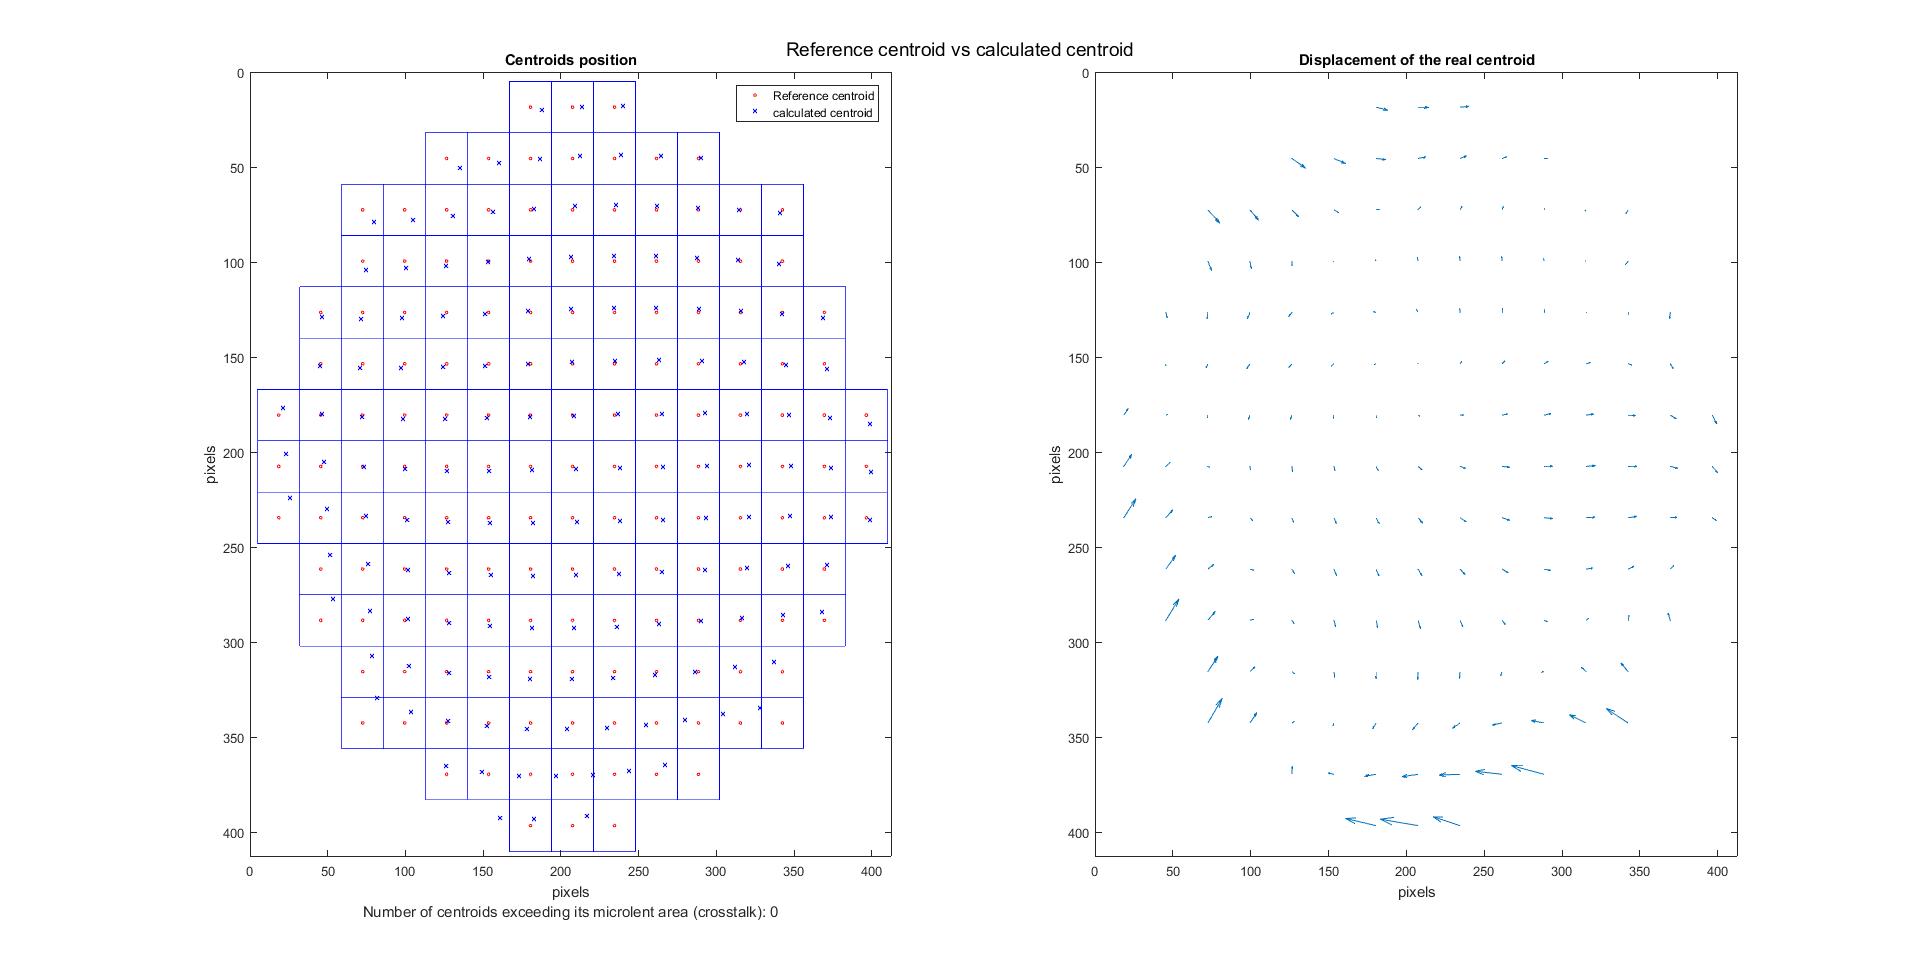 Reference centroid vs calculated centroid
Centroids position
Reference centroid
calculated centroid
0
50
100
150
200
250
300
350
400
pixels
0 50 100 150 200 250 300 350 400
pixels
Number of centroids exceeding its microlent area (crosstalk): 0
Displacement of the real centroid
0
50
100
150
200
250
300
350
400
pixels
0 50 100 150 200 250 300 350 400
pixels